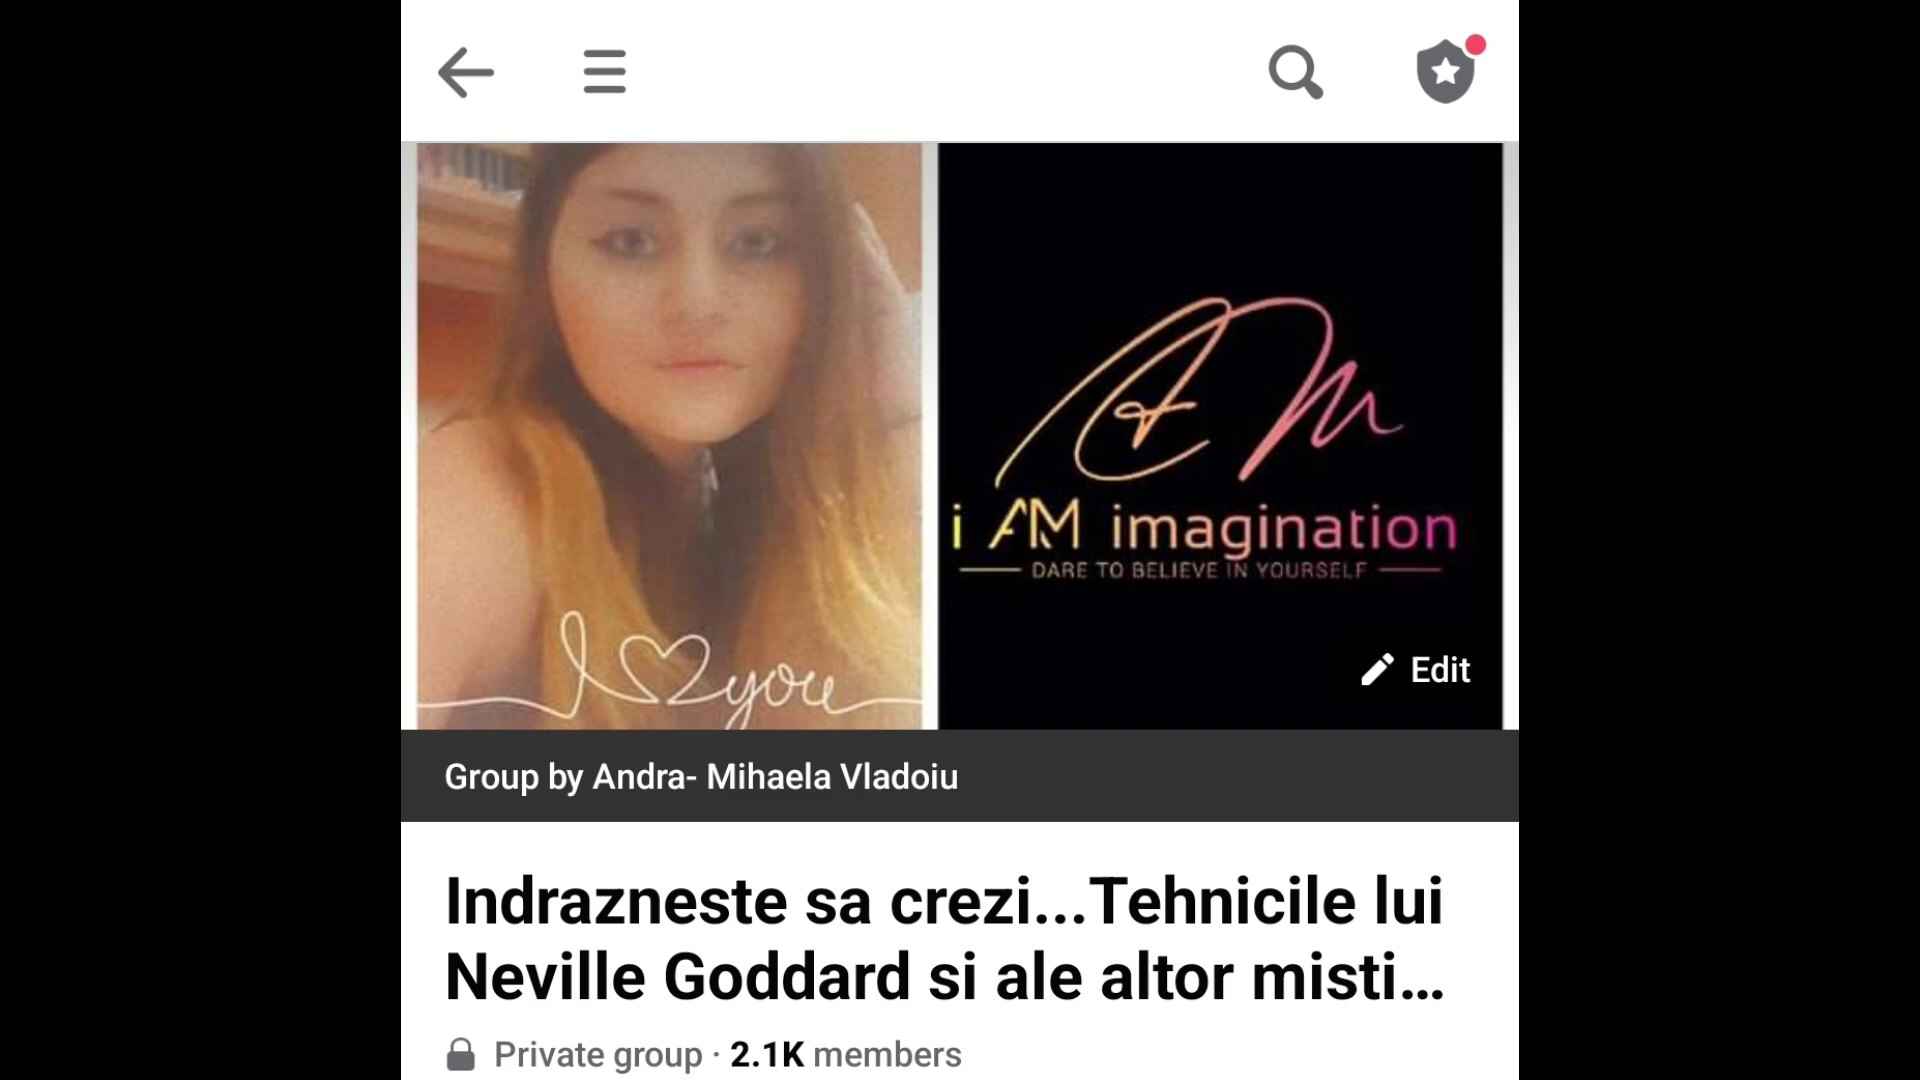 I you
AM
i AM imagination
DARE TO BELIEVE IN YOURSELF
Edit
Group by Andra- Mihaela Vladoiu
Indrazneste sa crezi...Tehnicile lui
Neville Goddard si ale altor misti...
Private group · 2.1K members